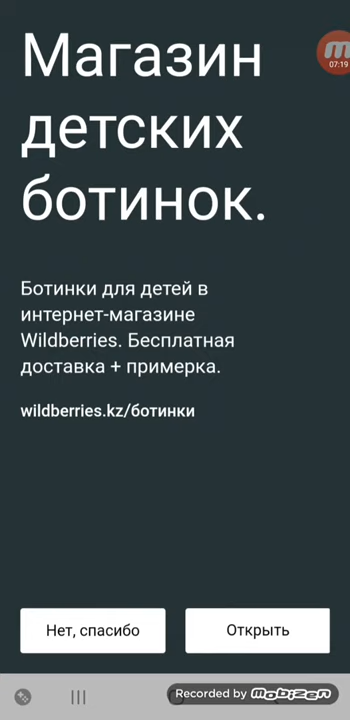 Магазин
детских
ботинок.
07:19
Ботинки для детей в
интернет-магазине
Wildberries. Бесплатная
доставка + примерка.
wildberries.kz/ботинки
Нет, спасибо
Открыть
Recorded by mobizen